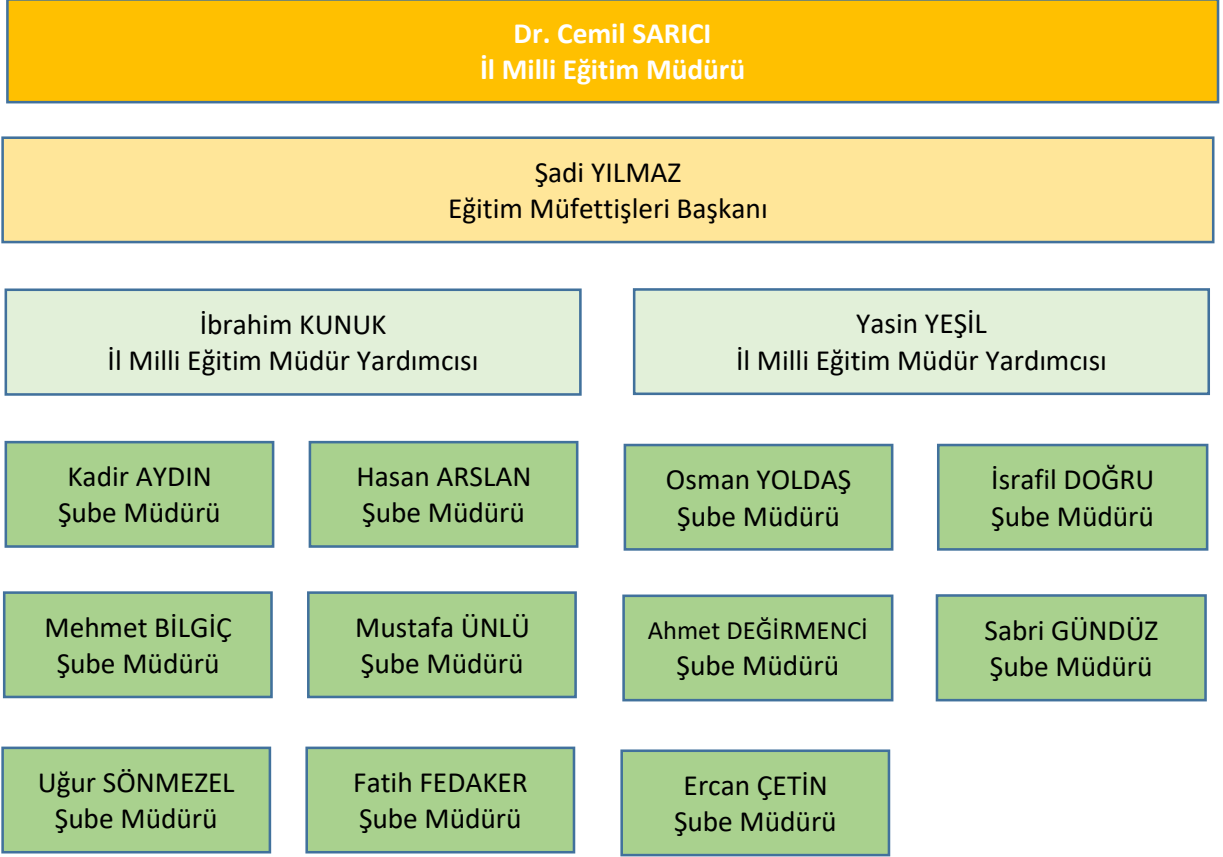 Dr. Cemil SARICI
İl Milli Eğitim Müdürü
Şadi YILMAZ
Eğitim Müfettişleri Başkanı
İbrahim KUNUK
İl Milli Eğitim Müdür Yardımcısı
Yasin YEŞİL
İl Milli Eğitim Müdür Yardımcısı
Kadir AYDIN
Şube Müdürü
Hasan ARSLAN
Şube Müdürü
Osman YOLDAŞ
Şube Müdürü
İsrafil DOĞRU
Şube Müdürü
Mehmet BİLGİÇ
Şube Müdürü
Mustafa ÜNLÜ
Şube Müdürü
Ahmet DEĞİRMENCİ
Şube Müdürü
Sabri GÜNDÜZ
Şube Müdürü
Uğur SÖNMEZEL
Şube Müdürü
Fatih FEDAKER
Şube Müdürü
Ercan ÇETİN
Şube Müdürü